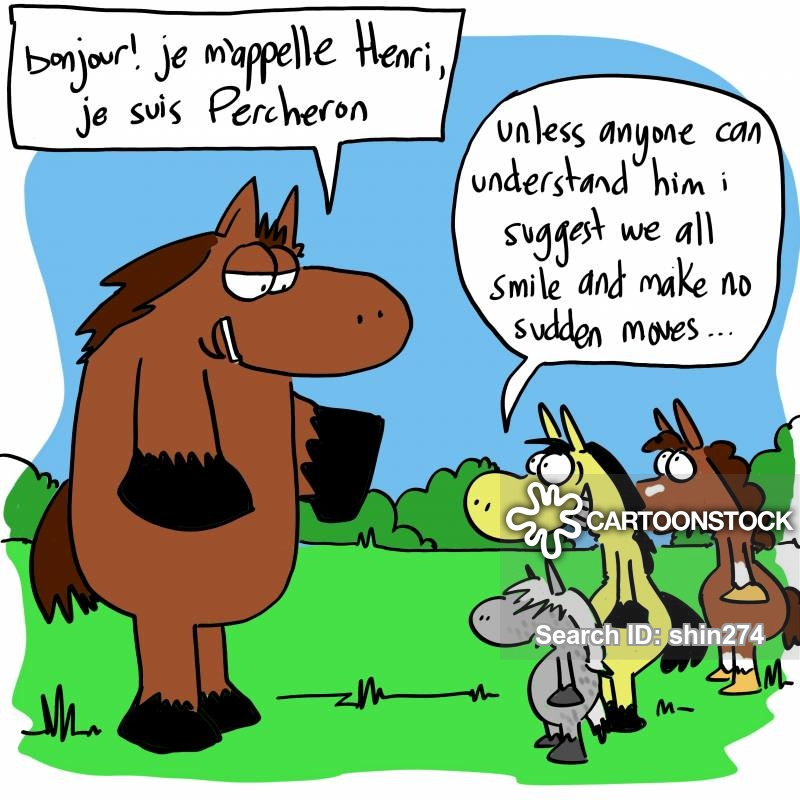 bonjour! je m'appelle Henri,
je suis Percheron
unless anyone can
understand him i
suggest we all
smile and make no
sudden moves...
CARTOONSTOCK
Search ID: shin274